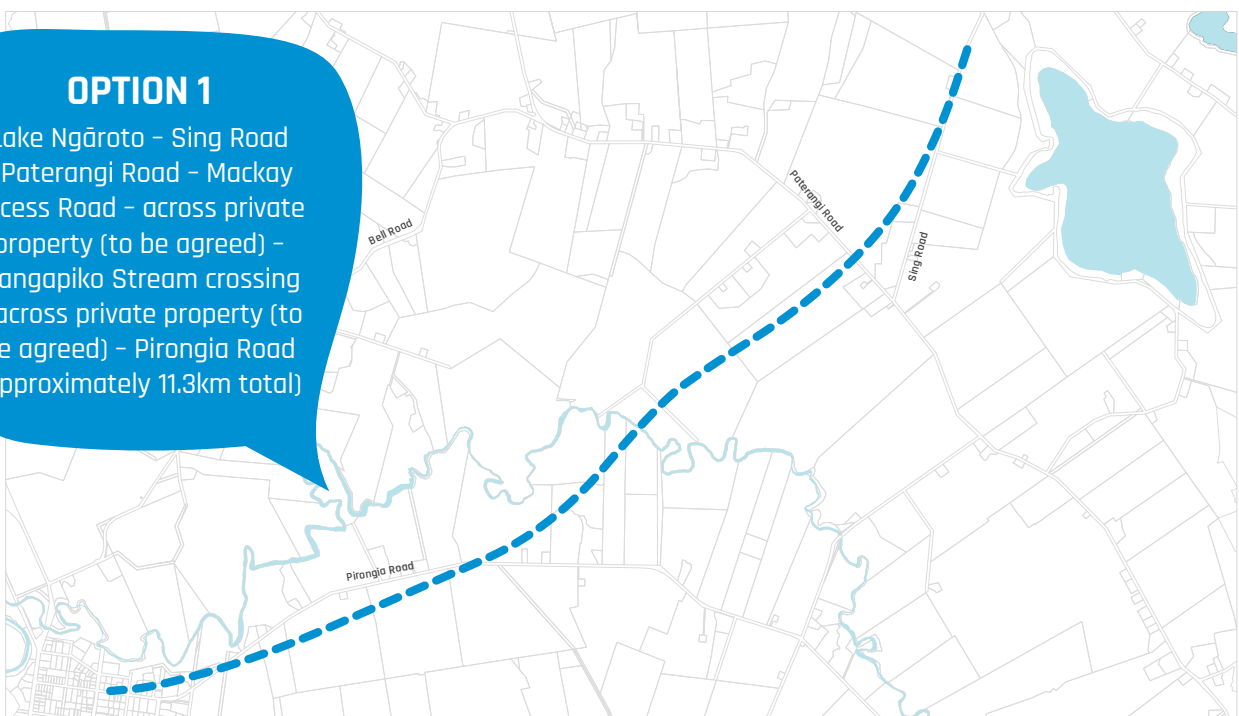 OPTION 1
Lake Ngāroto – Sing Road
Paterangi Road – Mackay
cess Road – across private
property (to be agreed) –
angapiko Stream crossing
across private property (to
e agreed) – Pirongia Road
pproximately 11.3km total)
Bell Road
Paterangi Road
Sing Road
Pirongia Road